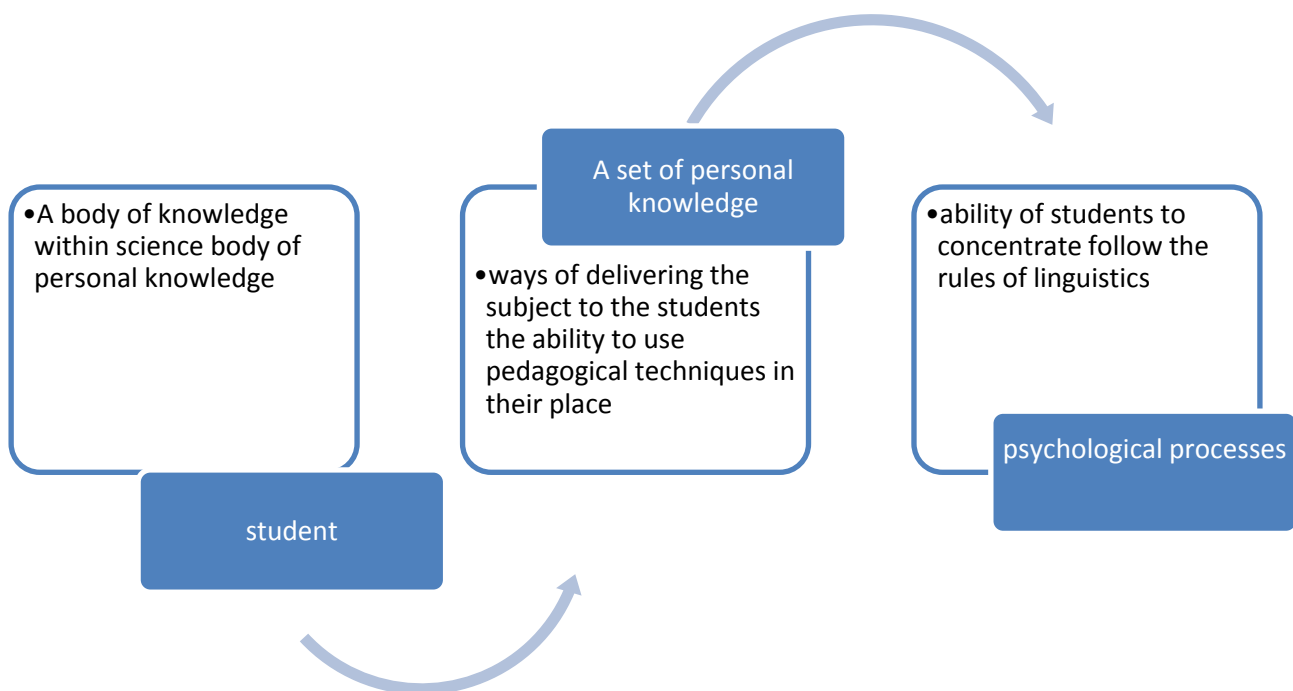 •A body of knowledge
within science body of
personal knowledge
student
A set of personal
knowledge
•ways of delivering the
subject to the students
the ability to use
pedagogical techniques in
their place
•ability of students to
concentrate follow the
rules of linguistics
psychological processes